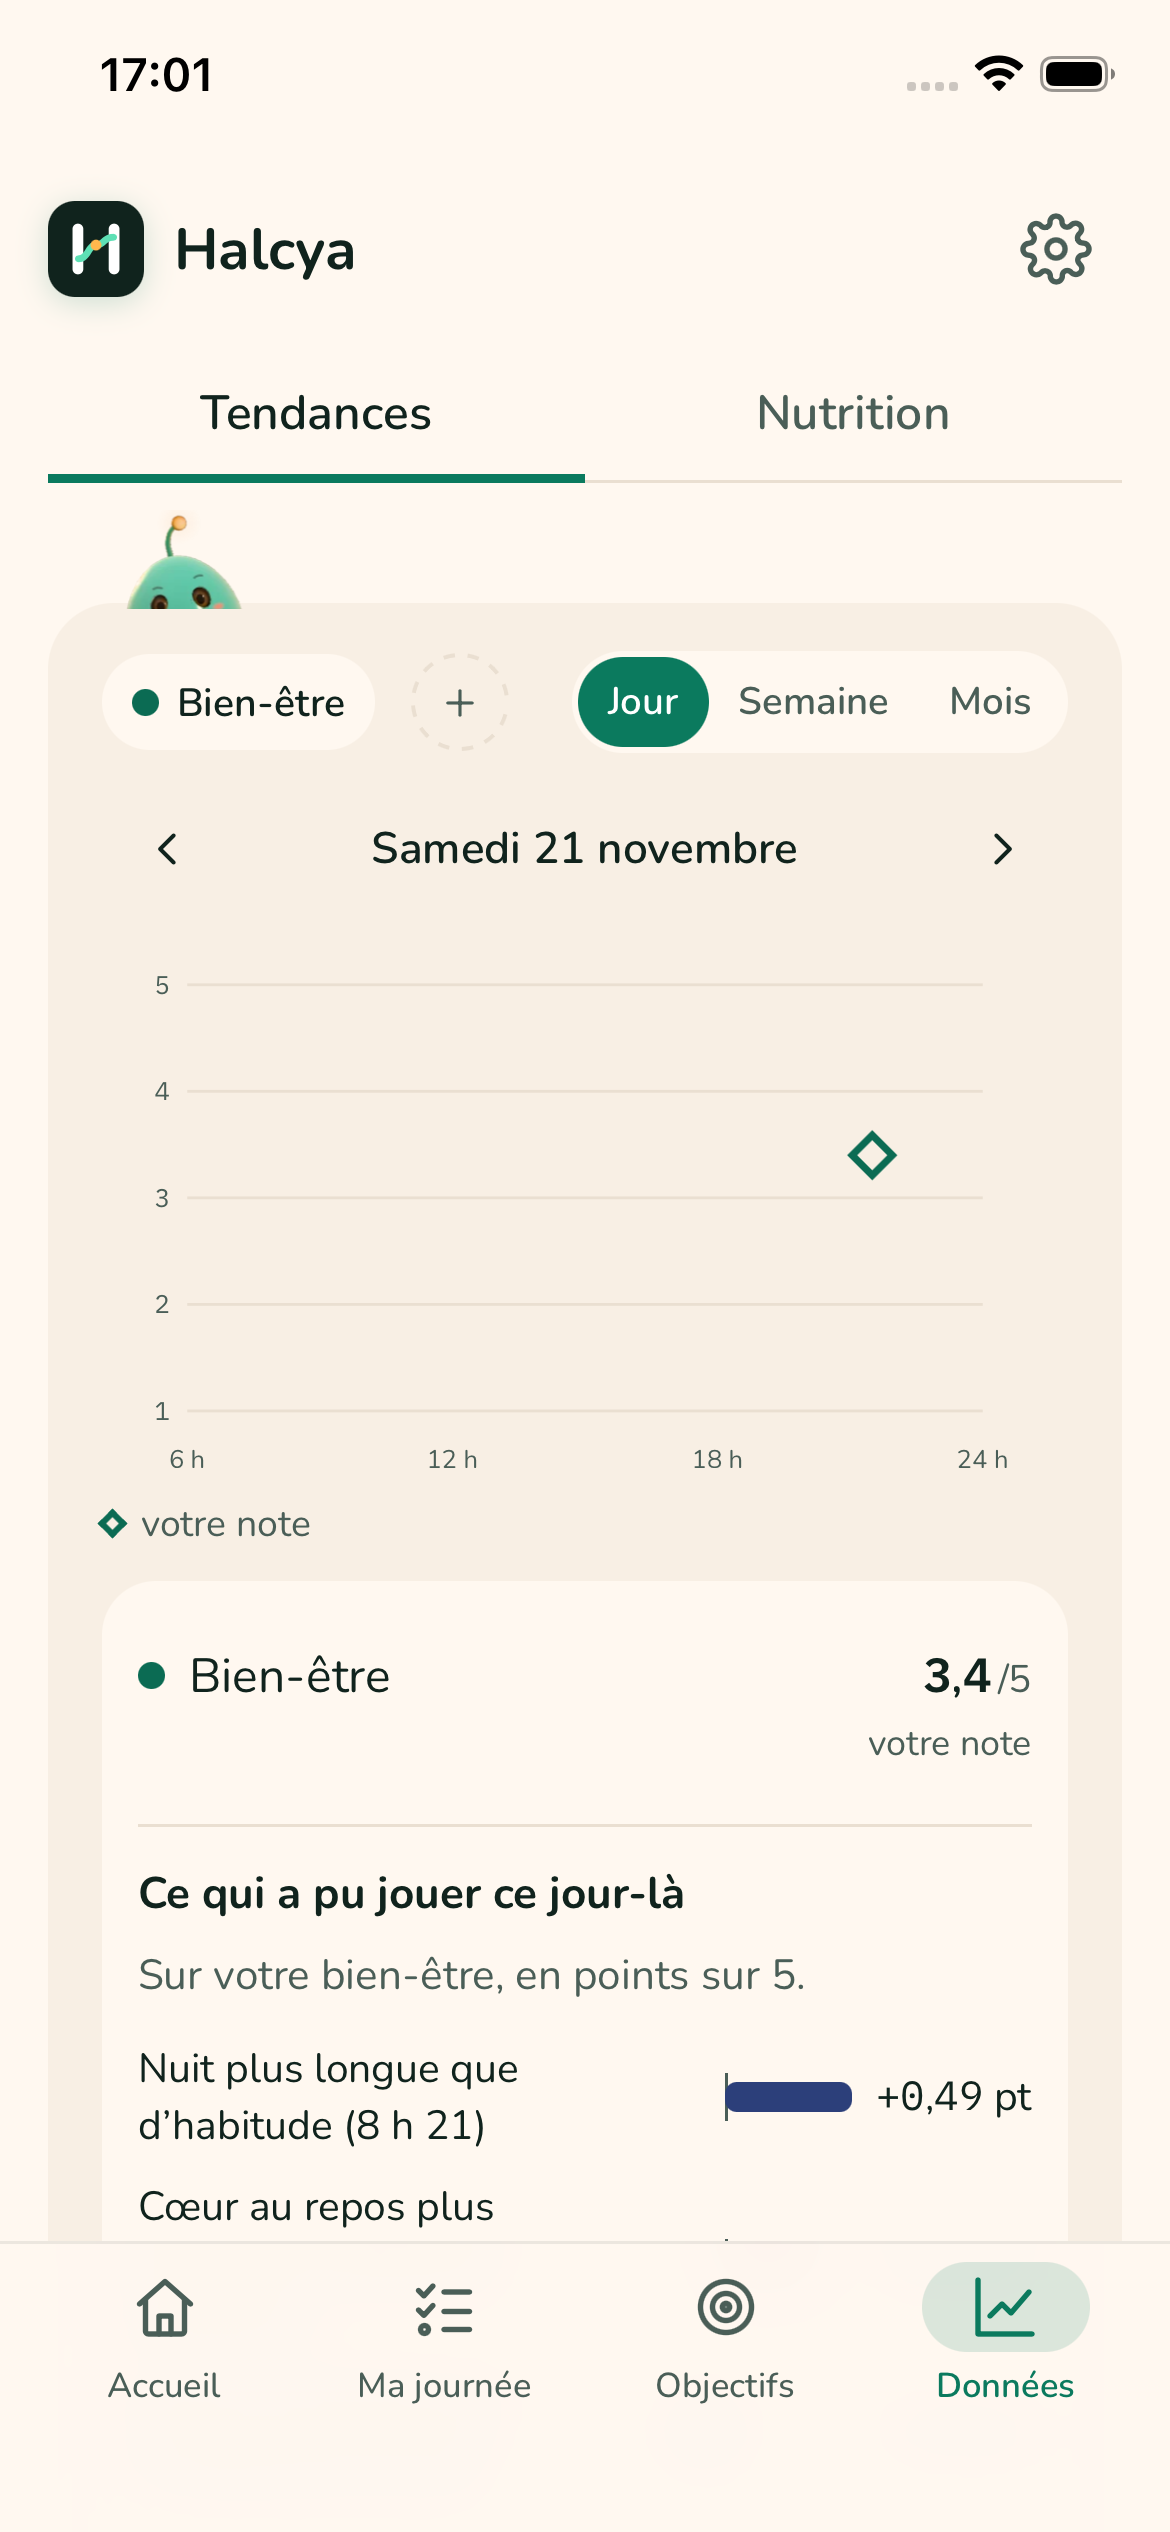 17:01
Halcya
Tendances
Nutrition
Bien-être
+
Jour
Semaine
Mois
Samedi 21 novembre
5
4
3
2
1
6 h
12 h
18 h
24 h
votre note
Bien-être
3,4/5
votre note
Ce qui a pu jouer ce jour-là
Sur votre bien-être, en points sur 5.
Nuit plus longue que
d’habitude (8 h 21)
+0,49 pt
Cœur au repos plus
Accueil
Ma journée
Objectifs
Données